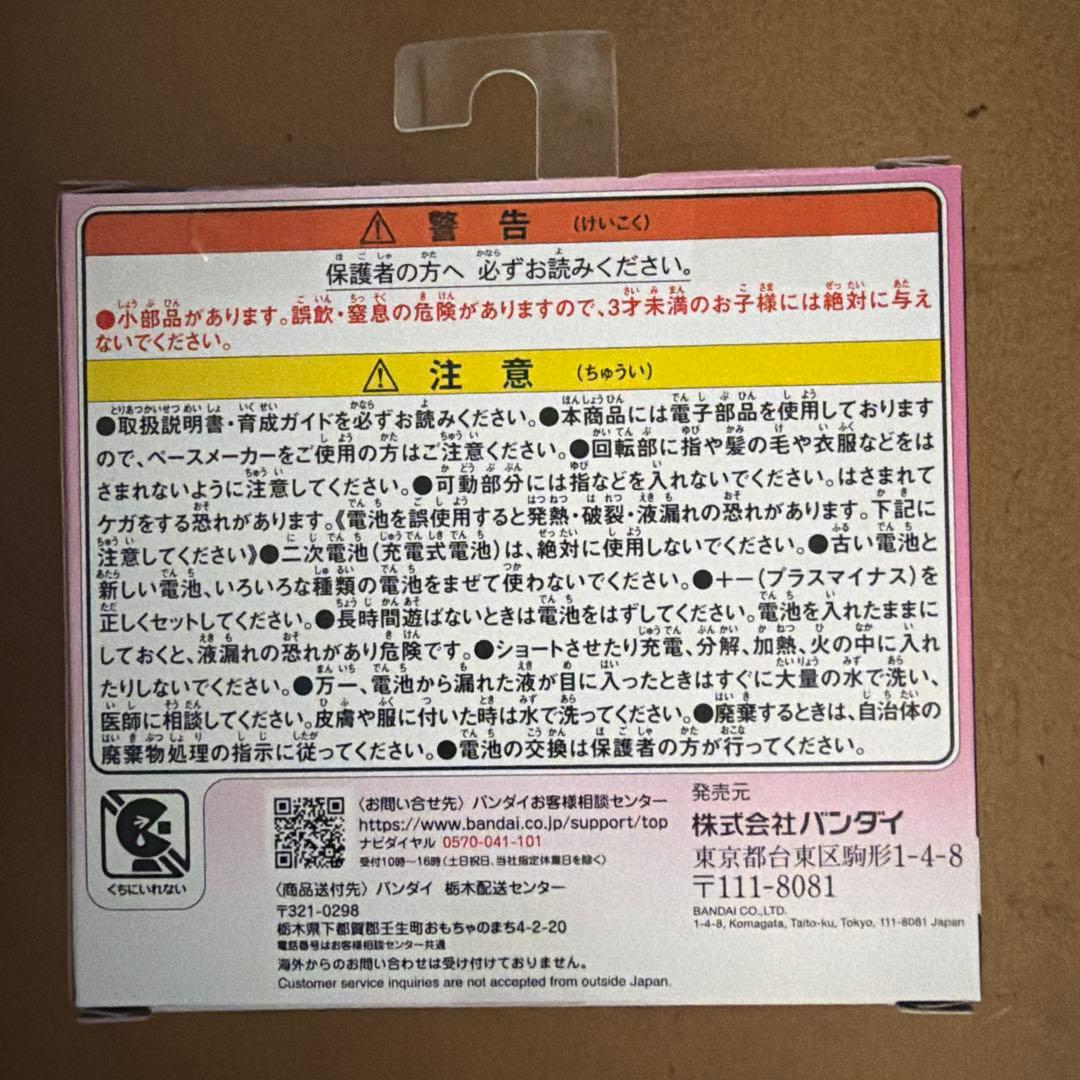 ⚠ 警告 (けいこく)
保護者の方へ 必ずお読みください。
●小部品があります。誤飲・窒息の危険がありますので、3才未満のお子様には絶対に与え
ないでください。
⚠ 注意 (ちゅうい)
●取扱説明書・育成ガイドを必ずお読みください。●本商品には電子部品を使用しております
ので、ペースメーカーをご使用の方はご注意ください。●回転部に指や髪の毛や衣服などをは
さまれないように注意してください。●可動部分には指などを入れないでください。はさまれて
ケガをする恐れがあります。《電池を誤使用すると発熱・破裂・液漏れの恐れがあります。下記に
注意してください》●二次電池(充電式電池)は、絶対に使用しないでください。●古い電池と
新しい電池、いろいろな種類の電池をまぜて使わないでください。●+-(プラスマイナス)を
正しくセットしてください。●長時間遊ばないときは電池をはずしてください。電池を入れたままに
しておくと、液漏れの恐れがあり危険です。●ショートさせたり充電、分解、加熱、火の中に入れ
たりしないでください。●万一、電池から漏れた液が目に入ったときはすぐに大量の水で洗い、
医師に相談してください。皮膚や服に付いた時は水で洗ってください。●廃棄するときは、自治体の
廃棄物処理の指示に従ってください。●電池の交換は保護者の方が行ってください。
くちにいれない
〈お問い合せ先〉バンダイお客様相談センター
https://www.bandai.co.jp/support/top
ナビダイヤル 0570-041-101
受付10時～16時(土日祝日、当社指定休業日を除く)
〈商品送付先〉バンダイ 栃木配送センター
〒321-0298
栃木県下都賀郡壬生町おもちゃのまち4-2-20
電話番号はお客様相談センター共通
海外からのお問い合わせは受け付けておりません。
Customer service inquiries are not accepted from outside Japan.
発売元
株式会社バンダイ
東京都台東区駒形1-4-8
〒111-8081
BANDAI CO.,LTD.
1-4-8, Komagata, Taito-ku, Tokyo, 111-8081 Japan